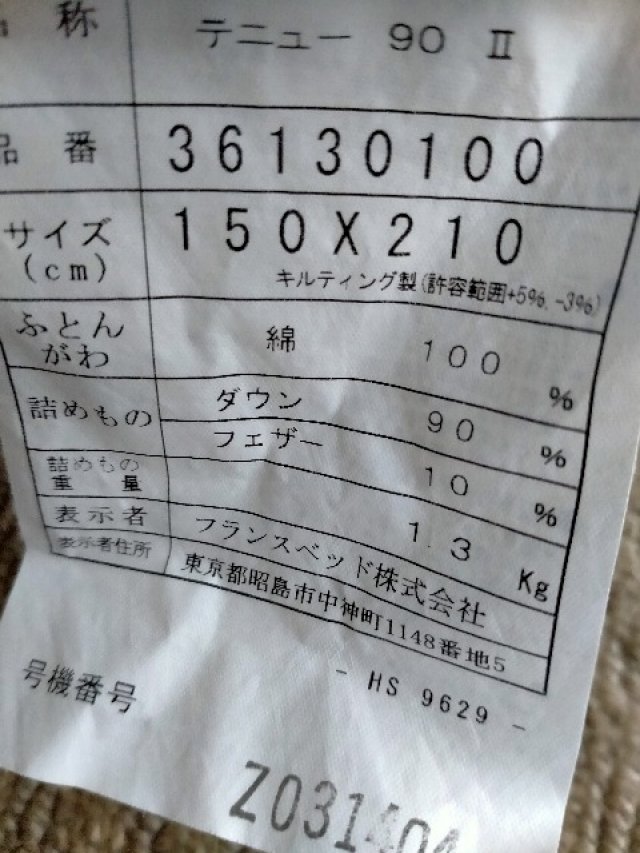 品称 テニュー 90 Ⅱ
品番 36130100
サイズ 150X210
(cm) キルティング製(許容範囲+5%,-3%)
ふとん
がわ 綿 100 %
詰めもの ダウン 90 %
フェザー 10 %
詰めもの
重量 1.3 Kg
表示者 フランスベッド株式会社
表示者住所 東京都昭島市中神町1148番地5
- HS 9629 -
号機番号
Z031404